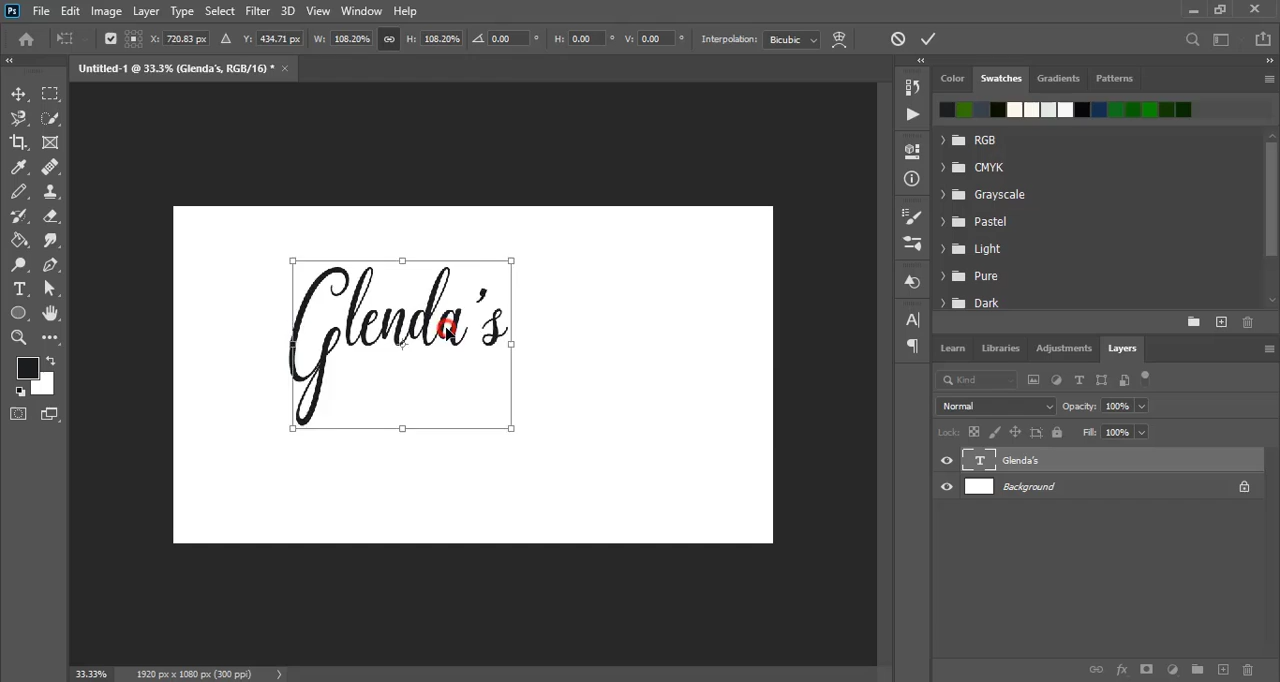 Ps File Edit Image Layer Type Select Filter 3D View Window Help
X: 720.83 px Y: 434.71 px W: 108.20% H: 108.20% 0.00 ° H: 0.00 ° V: 0.00 ° Interpolation: Bicubic
Untitled-1 @ 33.3% (Glenda's, RGB/16) *
Color Swatches Gradients Patterns
RGB
CMYK
Grayscale
Pastel
Light
Pure
Dark
Glenda's
Learn Libraries Adjustments Layers
Kind
Normal Opacity: 100%
Lock: Fill: 100%
T Glenda's
Background
33.33% 1920 px x 1080 px (300 ppi)